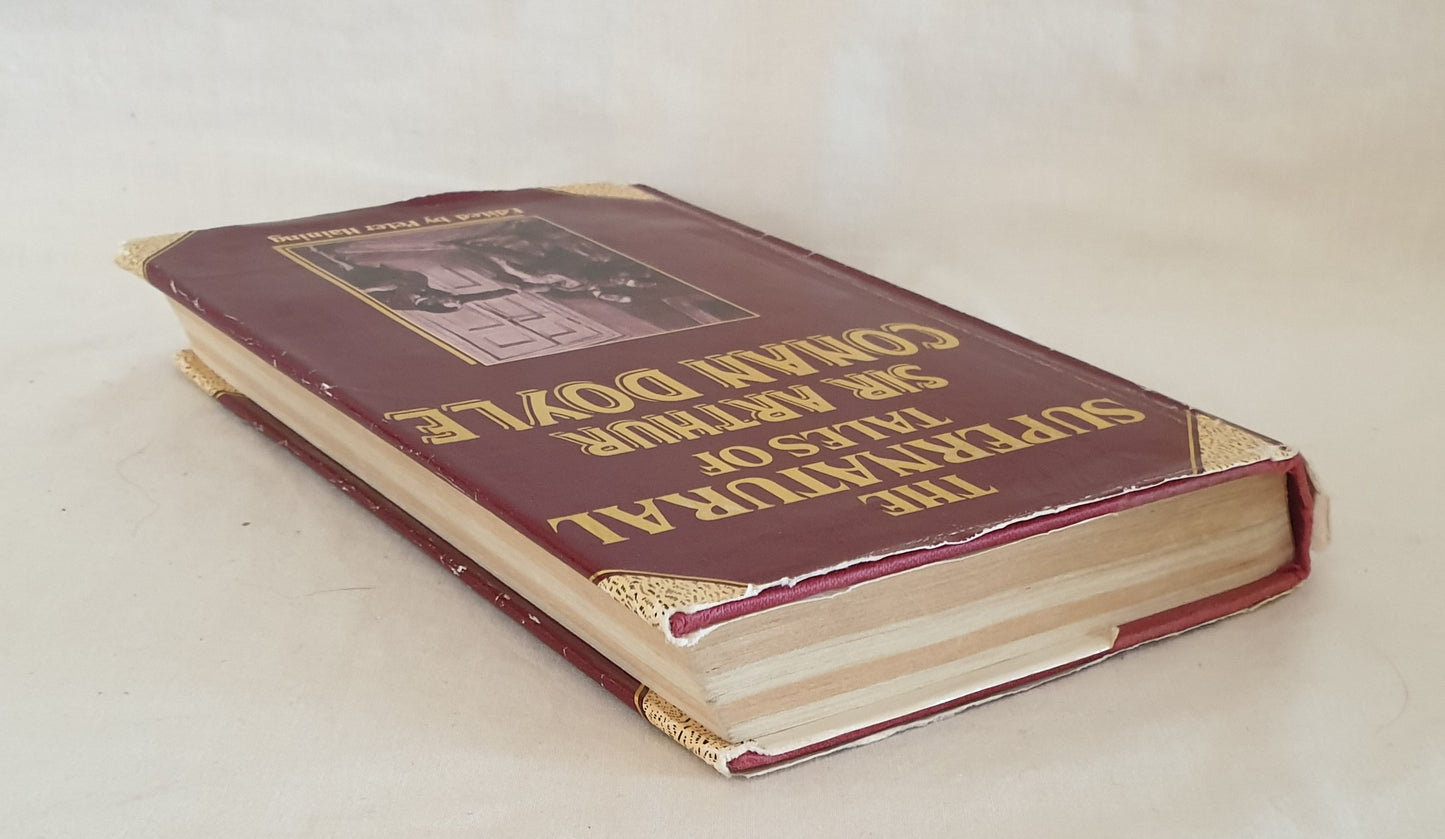 THE
SUPERNATURAL
TALES OF
SIR ARTHUR
CONAN DOYLE
Edited by Peter Haining